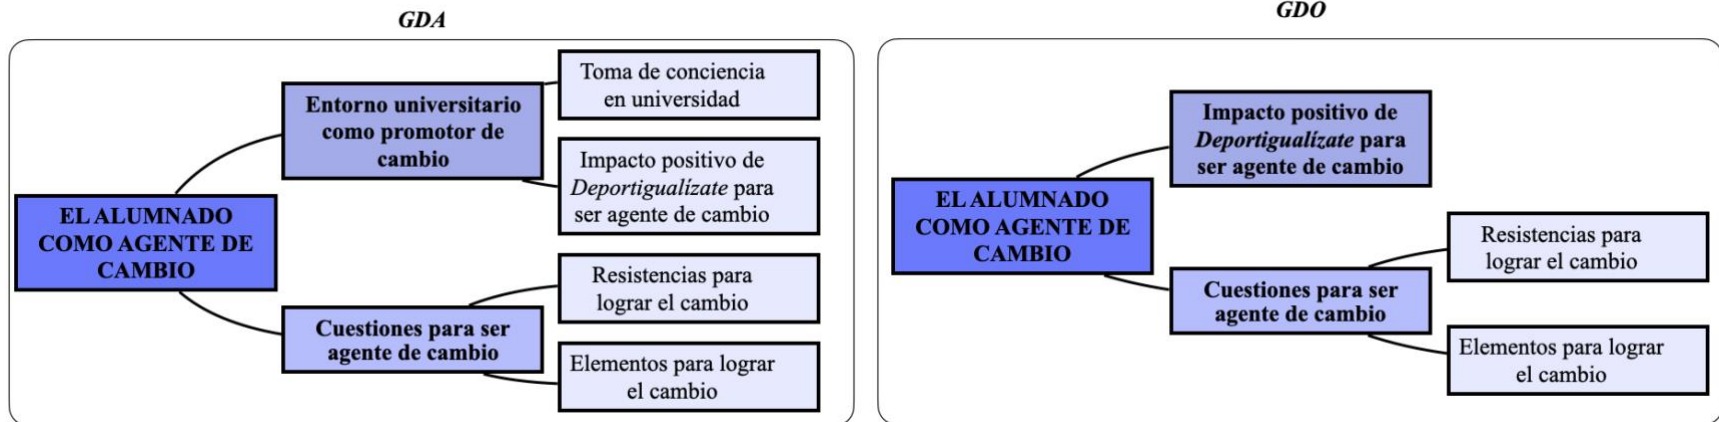 GDA
Toma de conciencia
en universidad
Entorno universitario
como promotor de
cambio
Impacto positivo de
Deportigualízate para
ser agente de cambio
EL ALUMNADO
COMO AGENTE DE
CAMBIO
Resistencias para
lograr el cambio
Cuestiones para ser
agente de cambio
Elementos para lograr
el cambio
GDO
Impacto positivo de
Deportigualízate para
ser agente de cambio
EL ALUMNADO
COMO AGENTE DE
CAMBIO
Resistencias para
lograr el cambio
Cuestiones para ser
agente de cambio
Elementos para lograr
el cambio